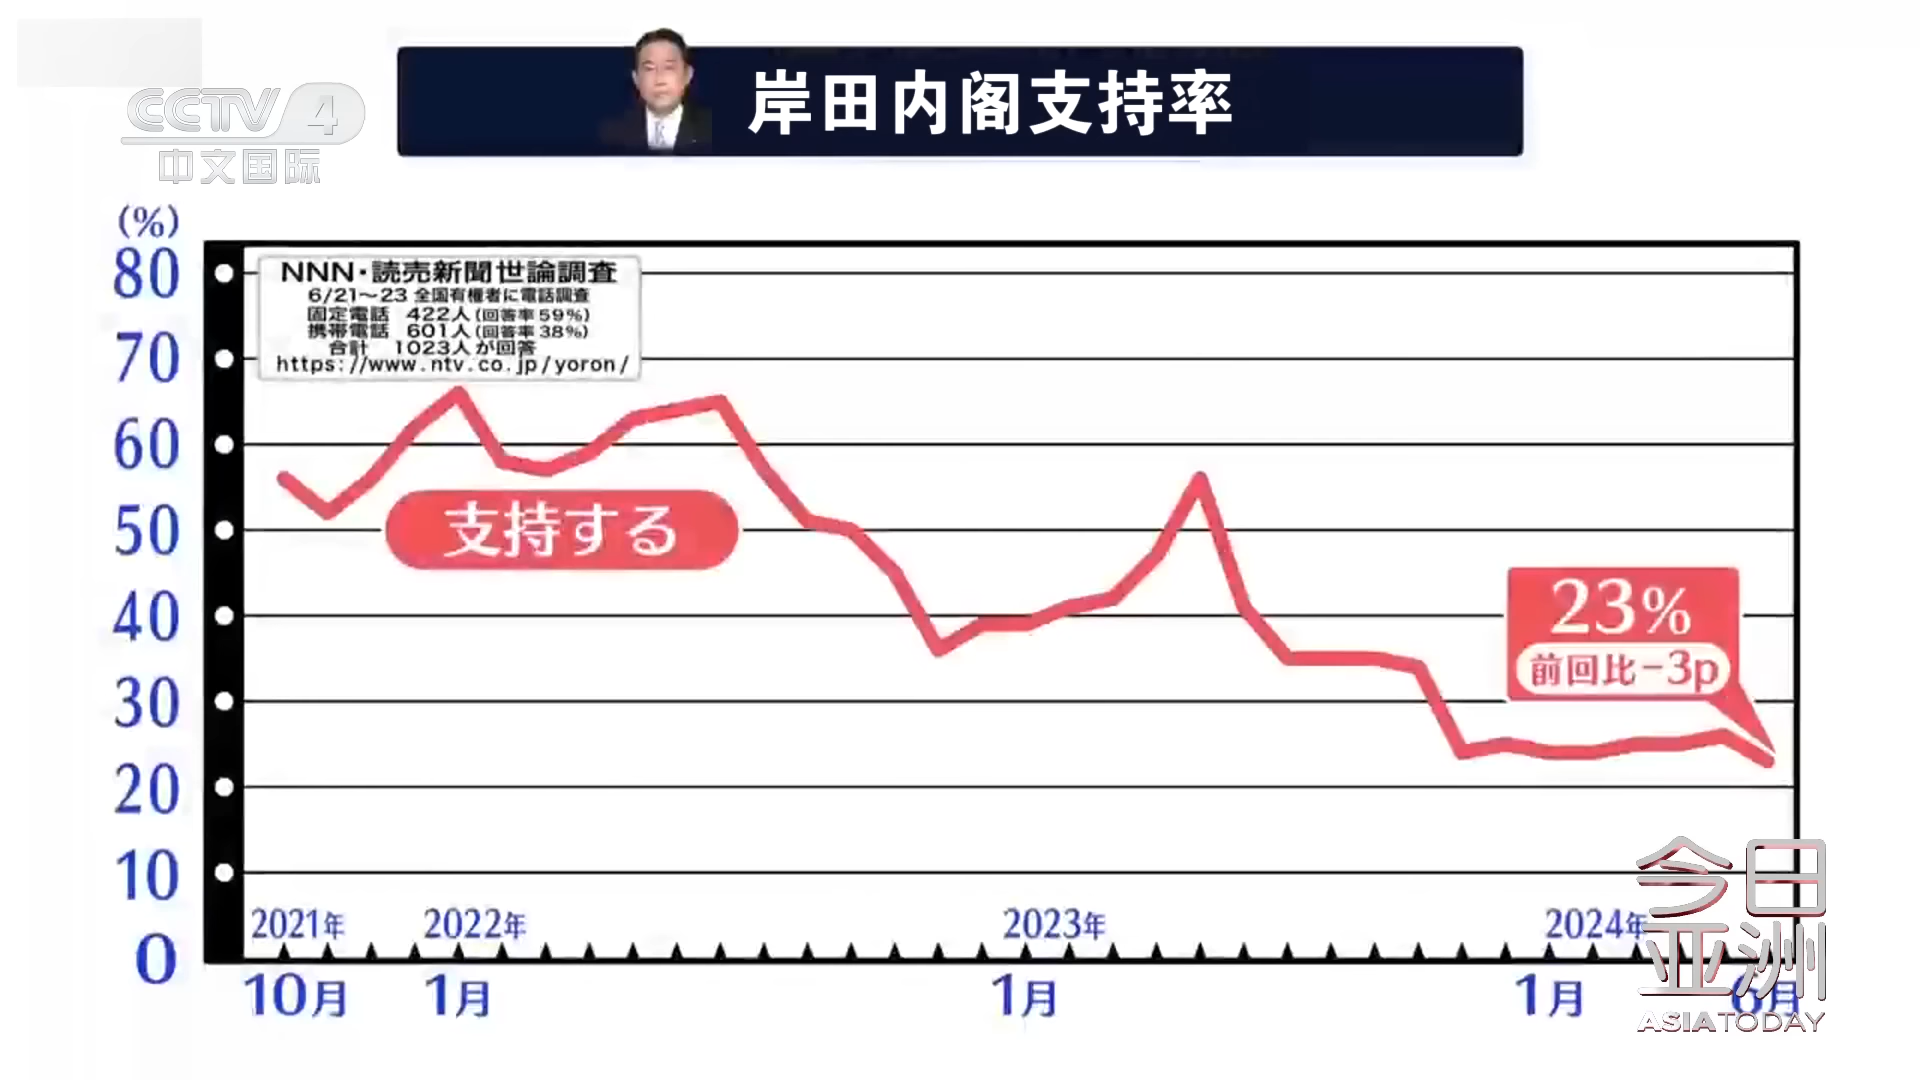 CCTV 4
中文国际
岸田内阁支持率
(%)
80
70
60
50
40
30
20
10
0
NNN・読売新聞世論調査
6/21〜23 全国有権者に電話調査
固定電話 422人(回答率59%)
携帯電話 601人(回答率38%)
合計 1023人が回答
https://www.ntv.co.jp/yoron/
支持する
23%
前回比-3p
2021年 2022年 2023年 2024年
10月 1月 1月 1月 6月
今日
亚洲
ASIA TODAY